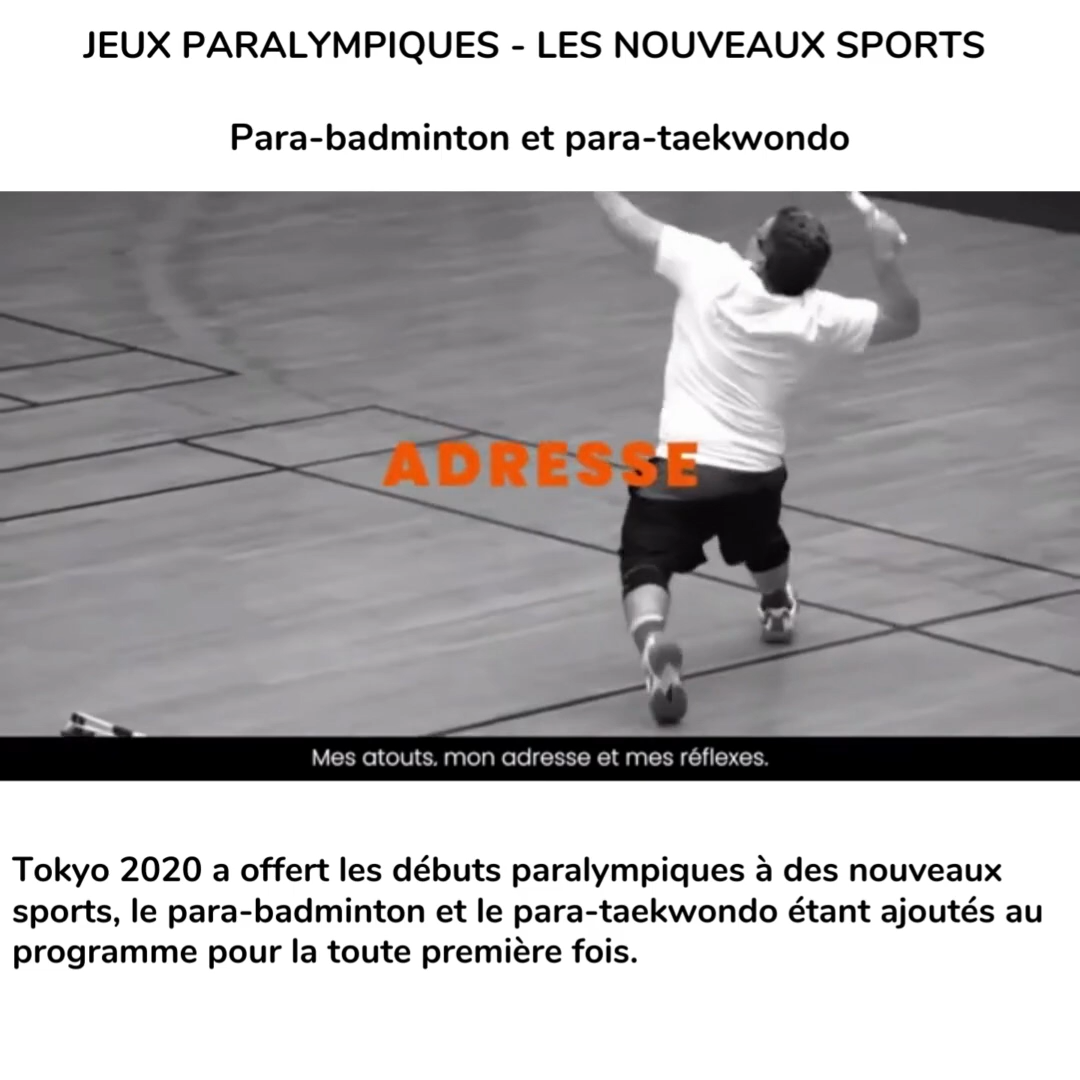 JEUX PARALYMPIQUES - LES NOUVEAUX SPORTS
Para-badminton et para-taekwondo
ADRESSE
Mes atouts, mon adresse et mes réflexes.
Tokyo 2020 a offert les débuts paralympiques à des nouveaux
sports, le para-badminton et le para-taekwondo étant ajoutés au
programme pour la toute première fois.